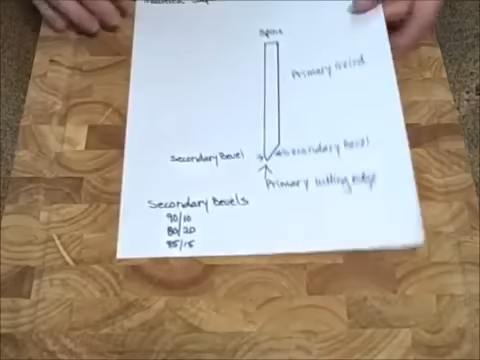 Spine
Primary Grind
Secondary Bevel
Secondary Bevel
Primary cutting edge
Secondary Bevels
90/10
80/20
85/15